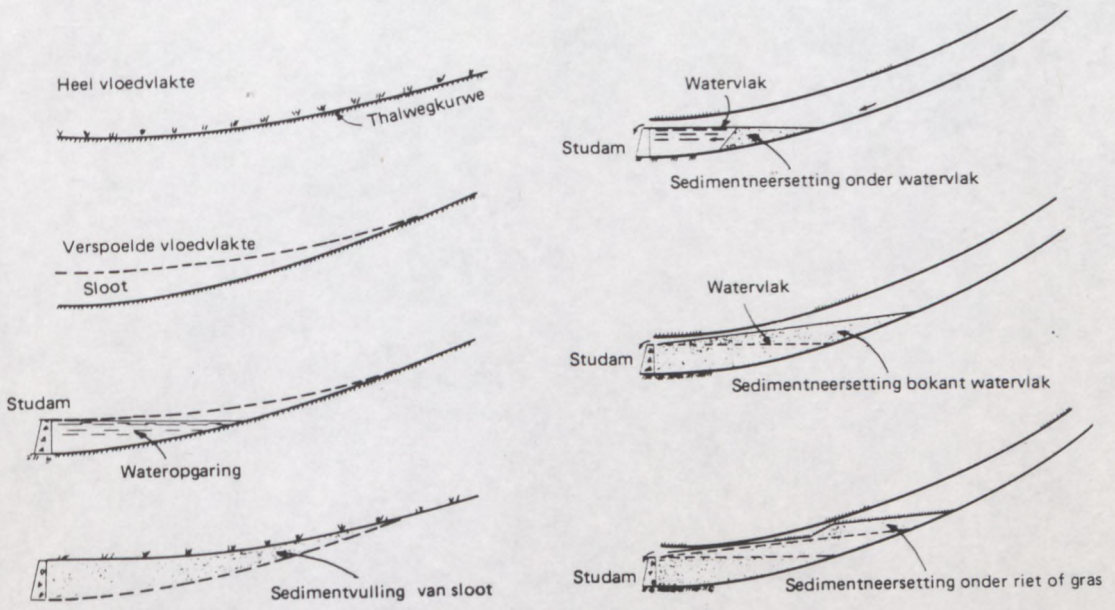 Heel vloedvlakte
Thalwegkurwe
Verspoelde vloedvlakte
Sloot
Studam
Wateropgaring
Sedimentvulling van sloot
Watervlak
Studam
Sedimentneersetting onder watervlak
Watervlak
Studam
Sedimentneersetting bokant watervlak
Studam
Sedimentneersetting onder riet of gras